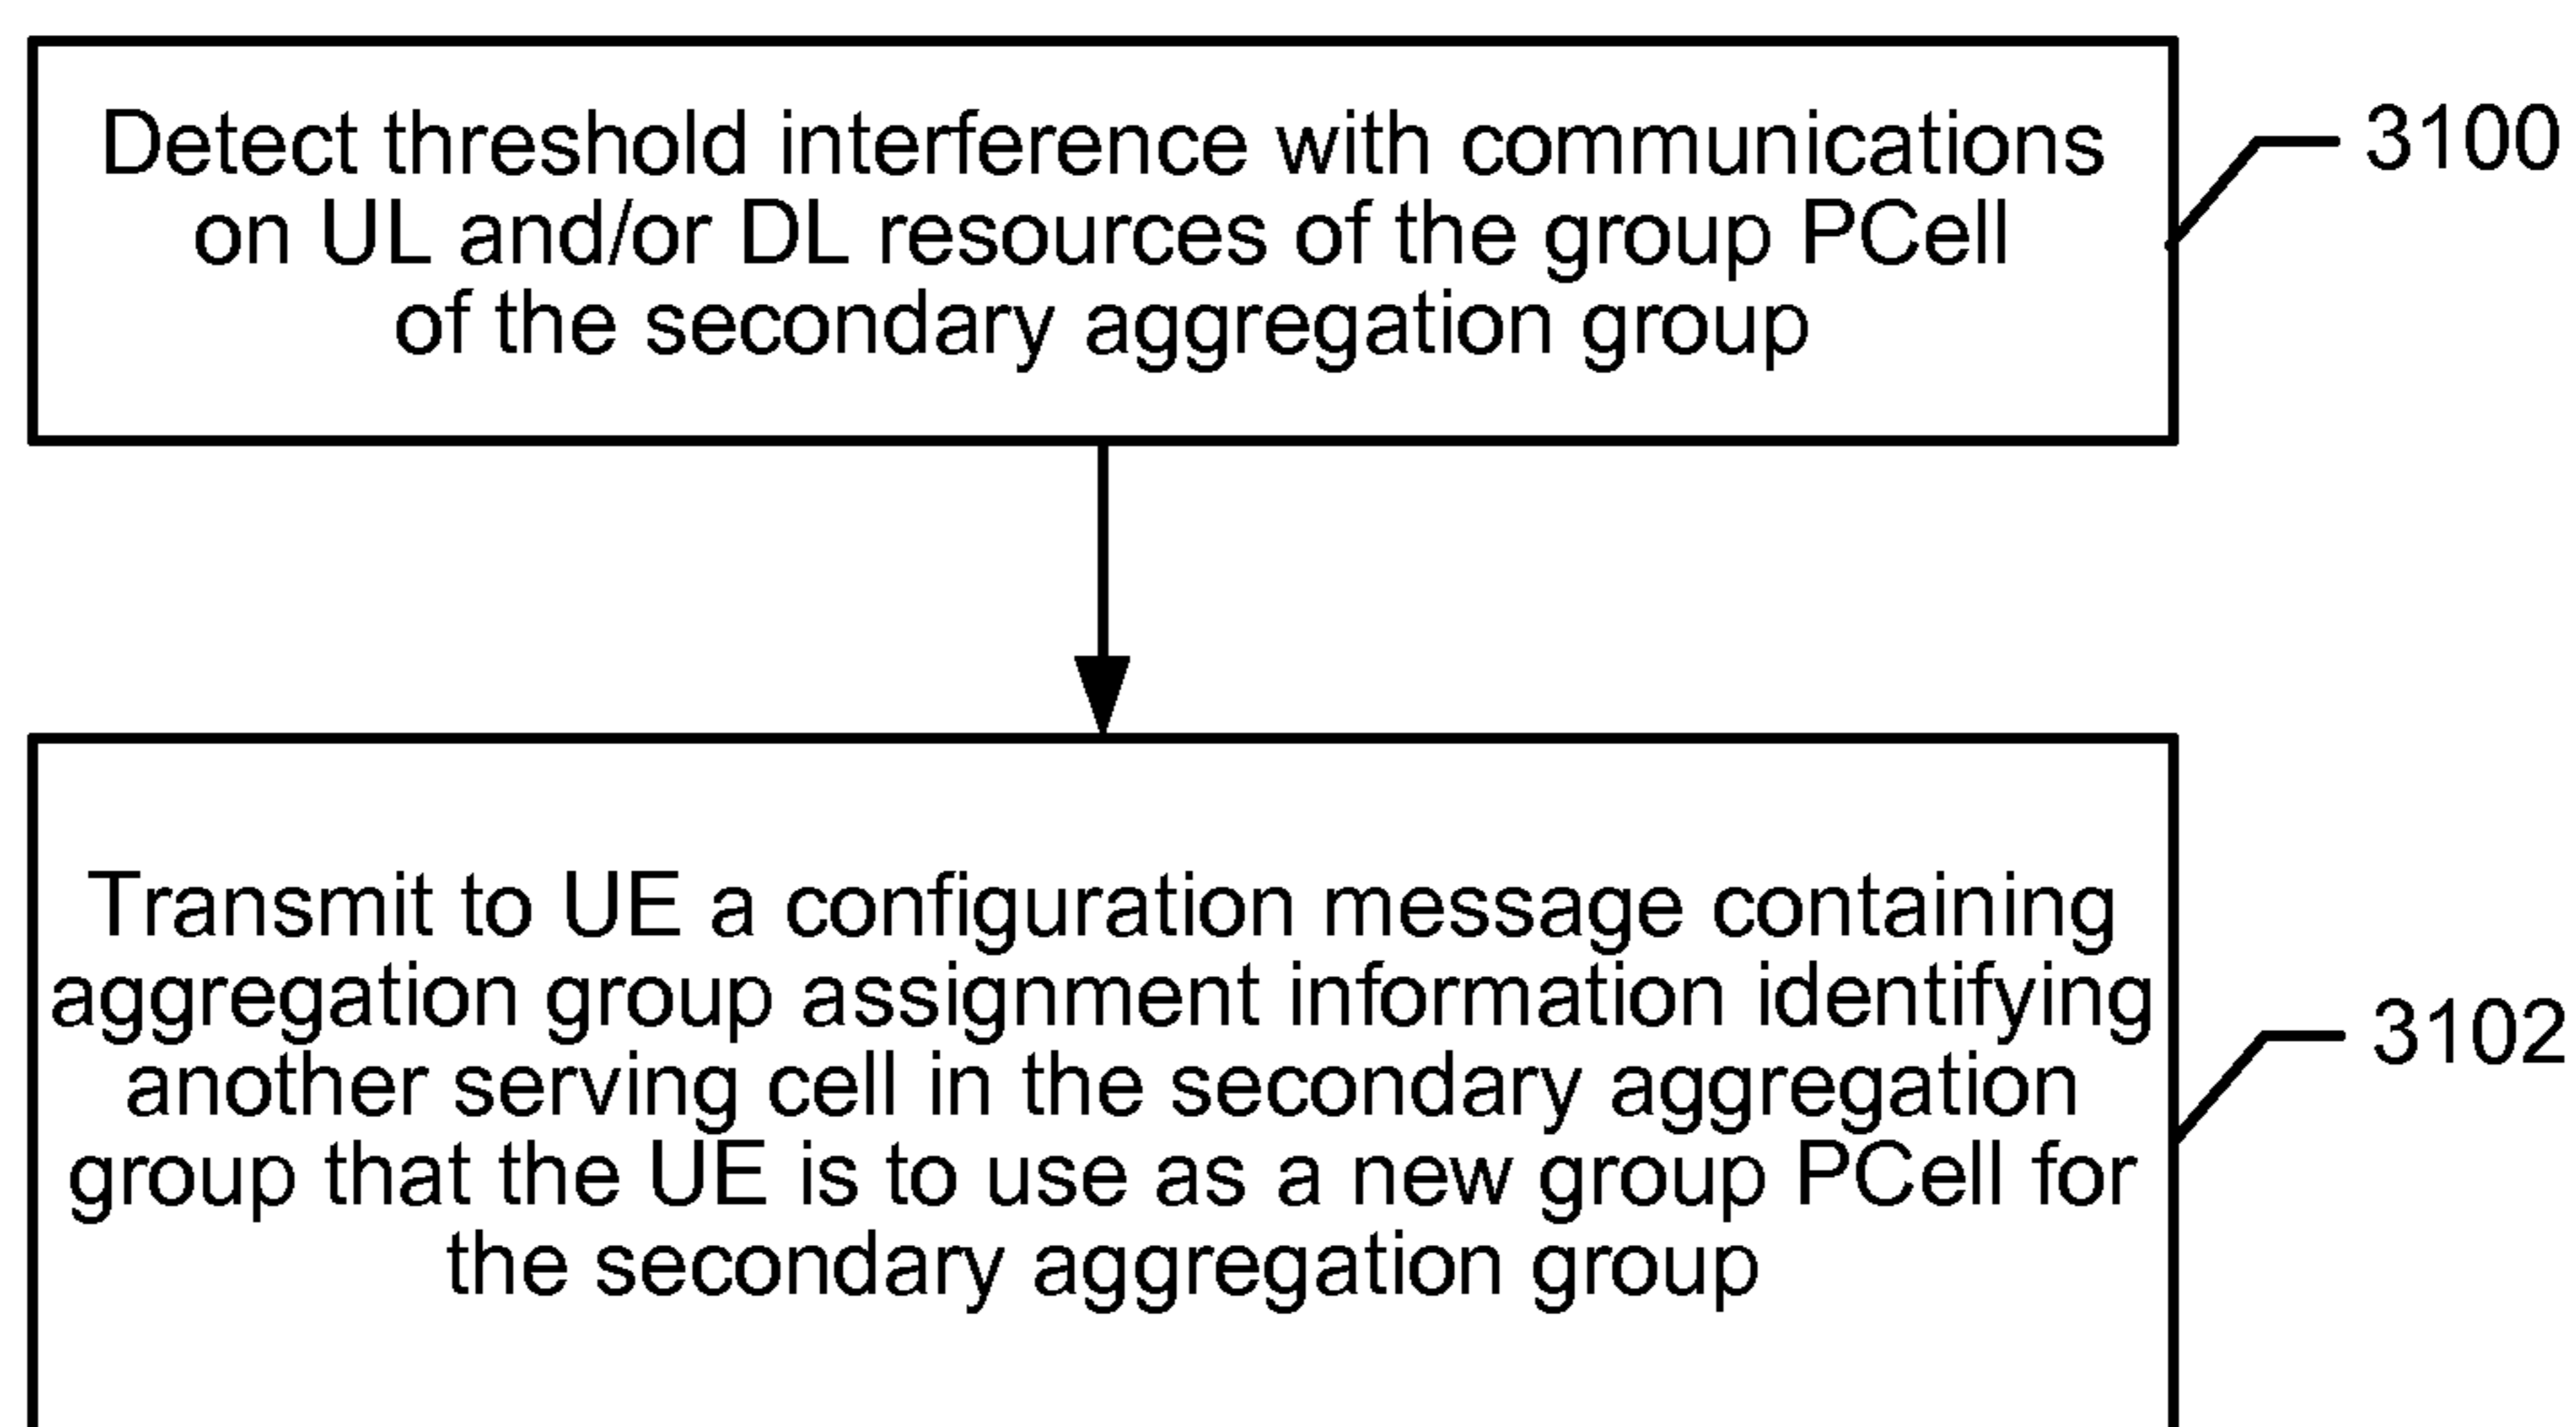 Detect threshold interference with communications
on UL and/or DL resources of the group PCell
of the secondary aggregation group
3100
Transmit to UE a configuration message containing
aggregation group assignment information identifying
another serving cell in the secondary aggregation
group that the UE is to use as a new group PCell for
the secondary aggregation group
3102